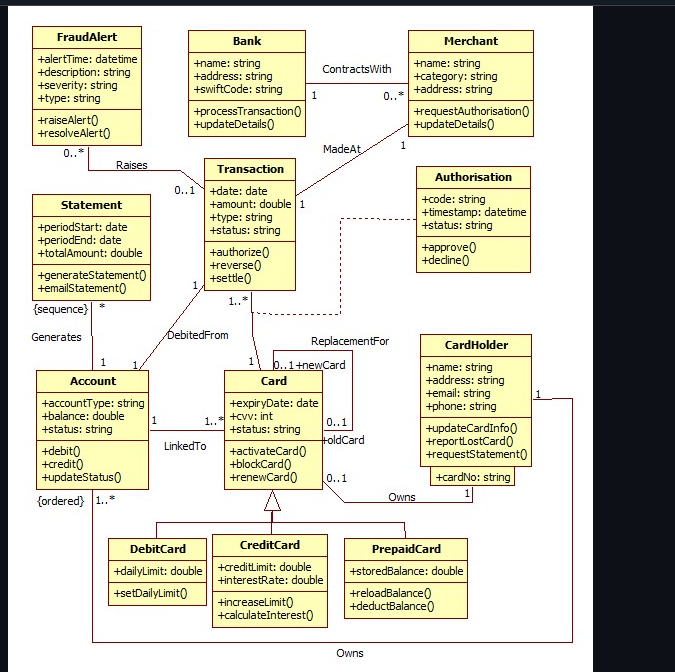 FraudAlert
+alertTime: datetime
+description: string
+severity: string
+type: string
+raiseAlert()
+resolveAlert()
Bank
+name: string
+address: string
+swiftCode: string
+processTransaction()
+updateDetails()
ContractsWith
1
0..*
Merchant
+name: string
+category: string
+address: string
+requestAuthorisation()
+updateDetails()
0..*
Raises
0..1
MadeAt
1
1
Transaction
+date: date
+amount: double
+type: string
+status: string
+authorize()
+reverse()
+settle()
Authorisation
+code: string
+timestamp: datetime
+status: string
+approve()
+decline()
Statement
+periodStart: date
+periodEnd: date
+totalAmount: double
+generateStatement()
+emailStatement()
{sequence}
*
Generates
1
1
DebitedFrom
1
1..*
1
ReplacementFor
0..1
+newCard
0..1
+oldCard
Account
+accountType: string
+balance: double
+status: string
+debit()
+credit()
+updateStatus()
1
1..*
LinkedTo
Card
+expiryDate: date
+cvv: int
+status: string
+activateCard()
+blockCard()
+renewCard()
CardHolder
+name: string
+address: string
+email: string
+phone: string
+updateCardInfo()
+reportLostCard()
+requestStatement()
+cardNo: string
1
0..1
Owns
1
{ordered}
1..*
DebitCard
+dailyLimit: double
+setDailyLimit()
CreditCard
+creditLimit: double
+interestRate: double
+increaseLimit()
+calculateInterest()
PrepaidCard
+storedBalance: double
+reloadBalance()
+deductBalance()
Owns